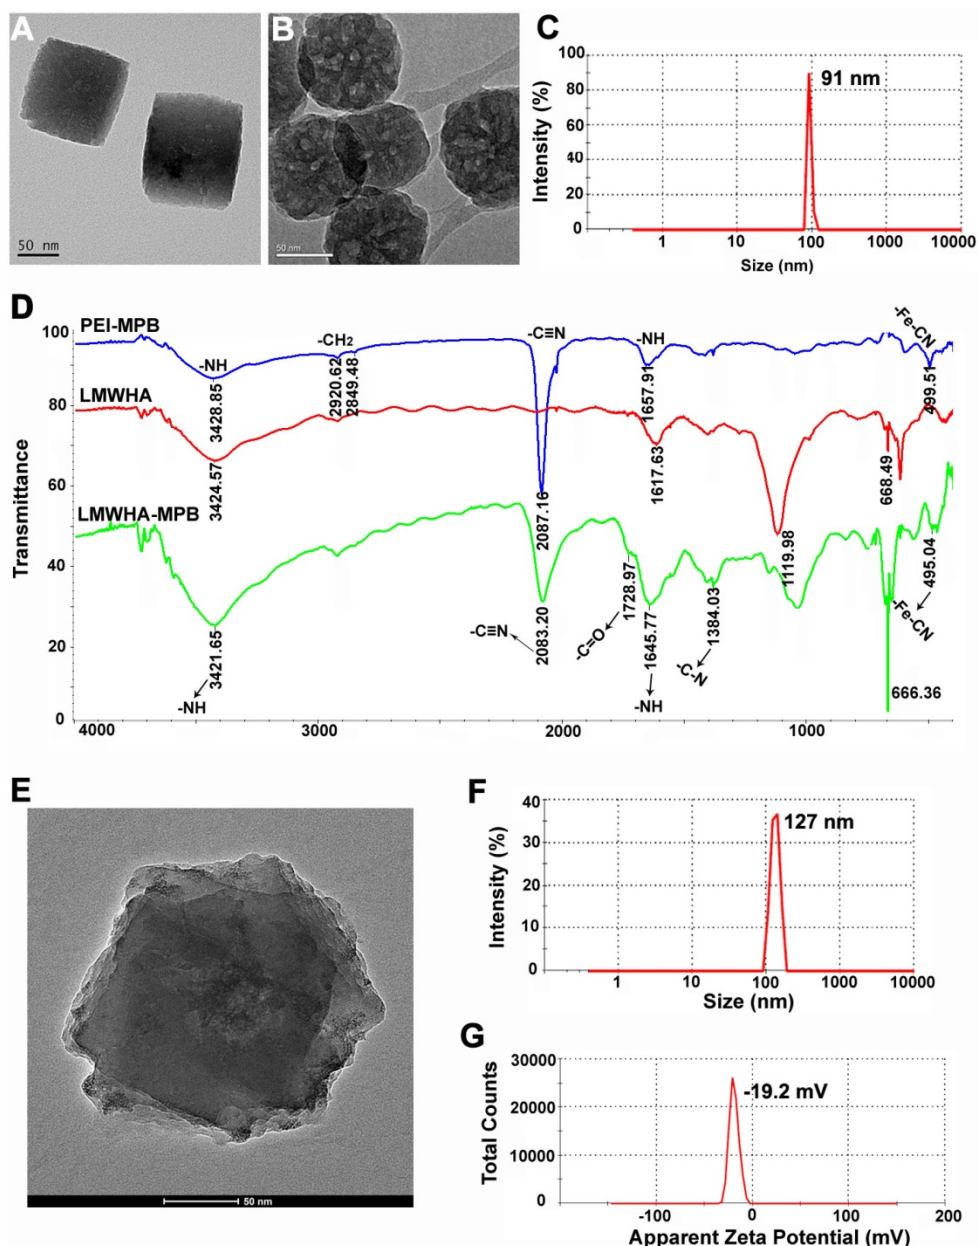 A
50 nm
B
50 nm
C
Intensity (%)
100
80
60
40
20
0
91 nm
1 10 100 1000 10000
Size (nm)
D
Transmittance
100
80
60
40
20
0
PEI-MPB
-NH
3428.85
-CH2
2920.62
2849.48
-C≡N
2087.16
-NH
1657.91
-Fe-CN
499.51
LMWHA
3424.57
1617.63
1119.98
668.49
LMWHA-MPB
3421.65
-NH
-C≡N
2083.20
1728.97
-C=O
1645.77
-NH
1384.03
-C-N
495.04
-Fe-CN
666.36
4000 3000 2000 1000
E
50 nm
F
Intensity (%)
40
30
20
10
0
127 nm
1 10 100 1000 10000
Size (nm)
G
Total Counts
30000
20000
10000
0
-19.2 mV
-100 0 100 200
Apparent Zeta Potential (mV)